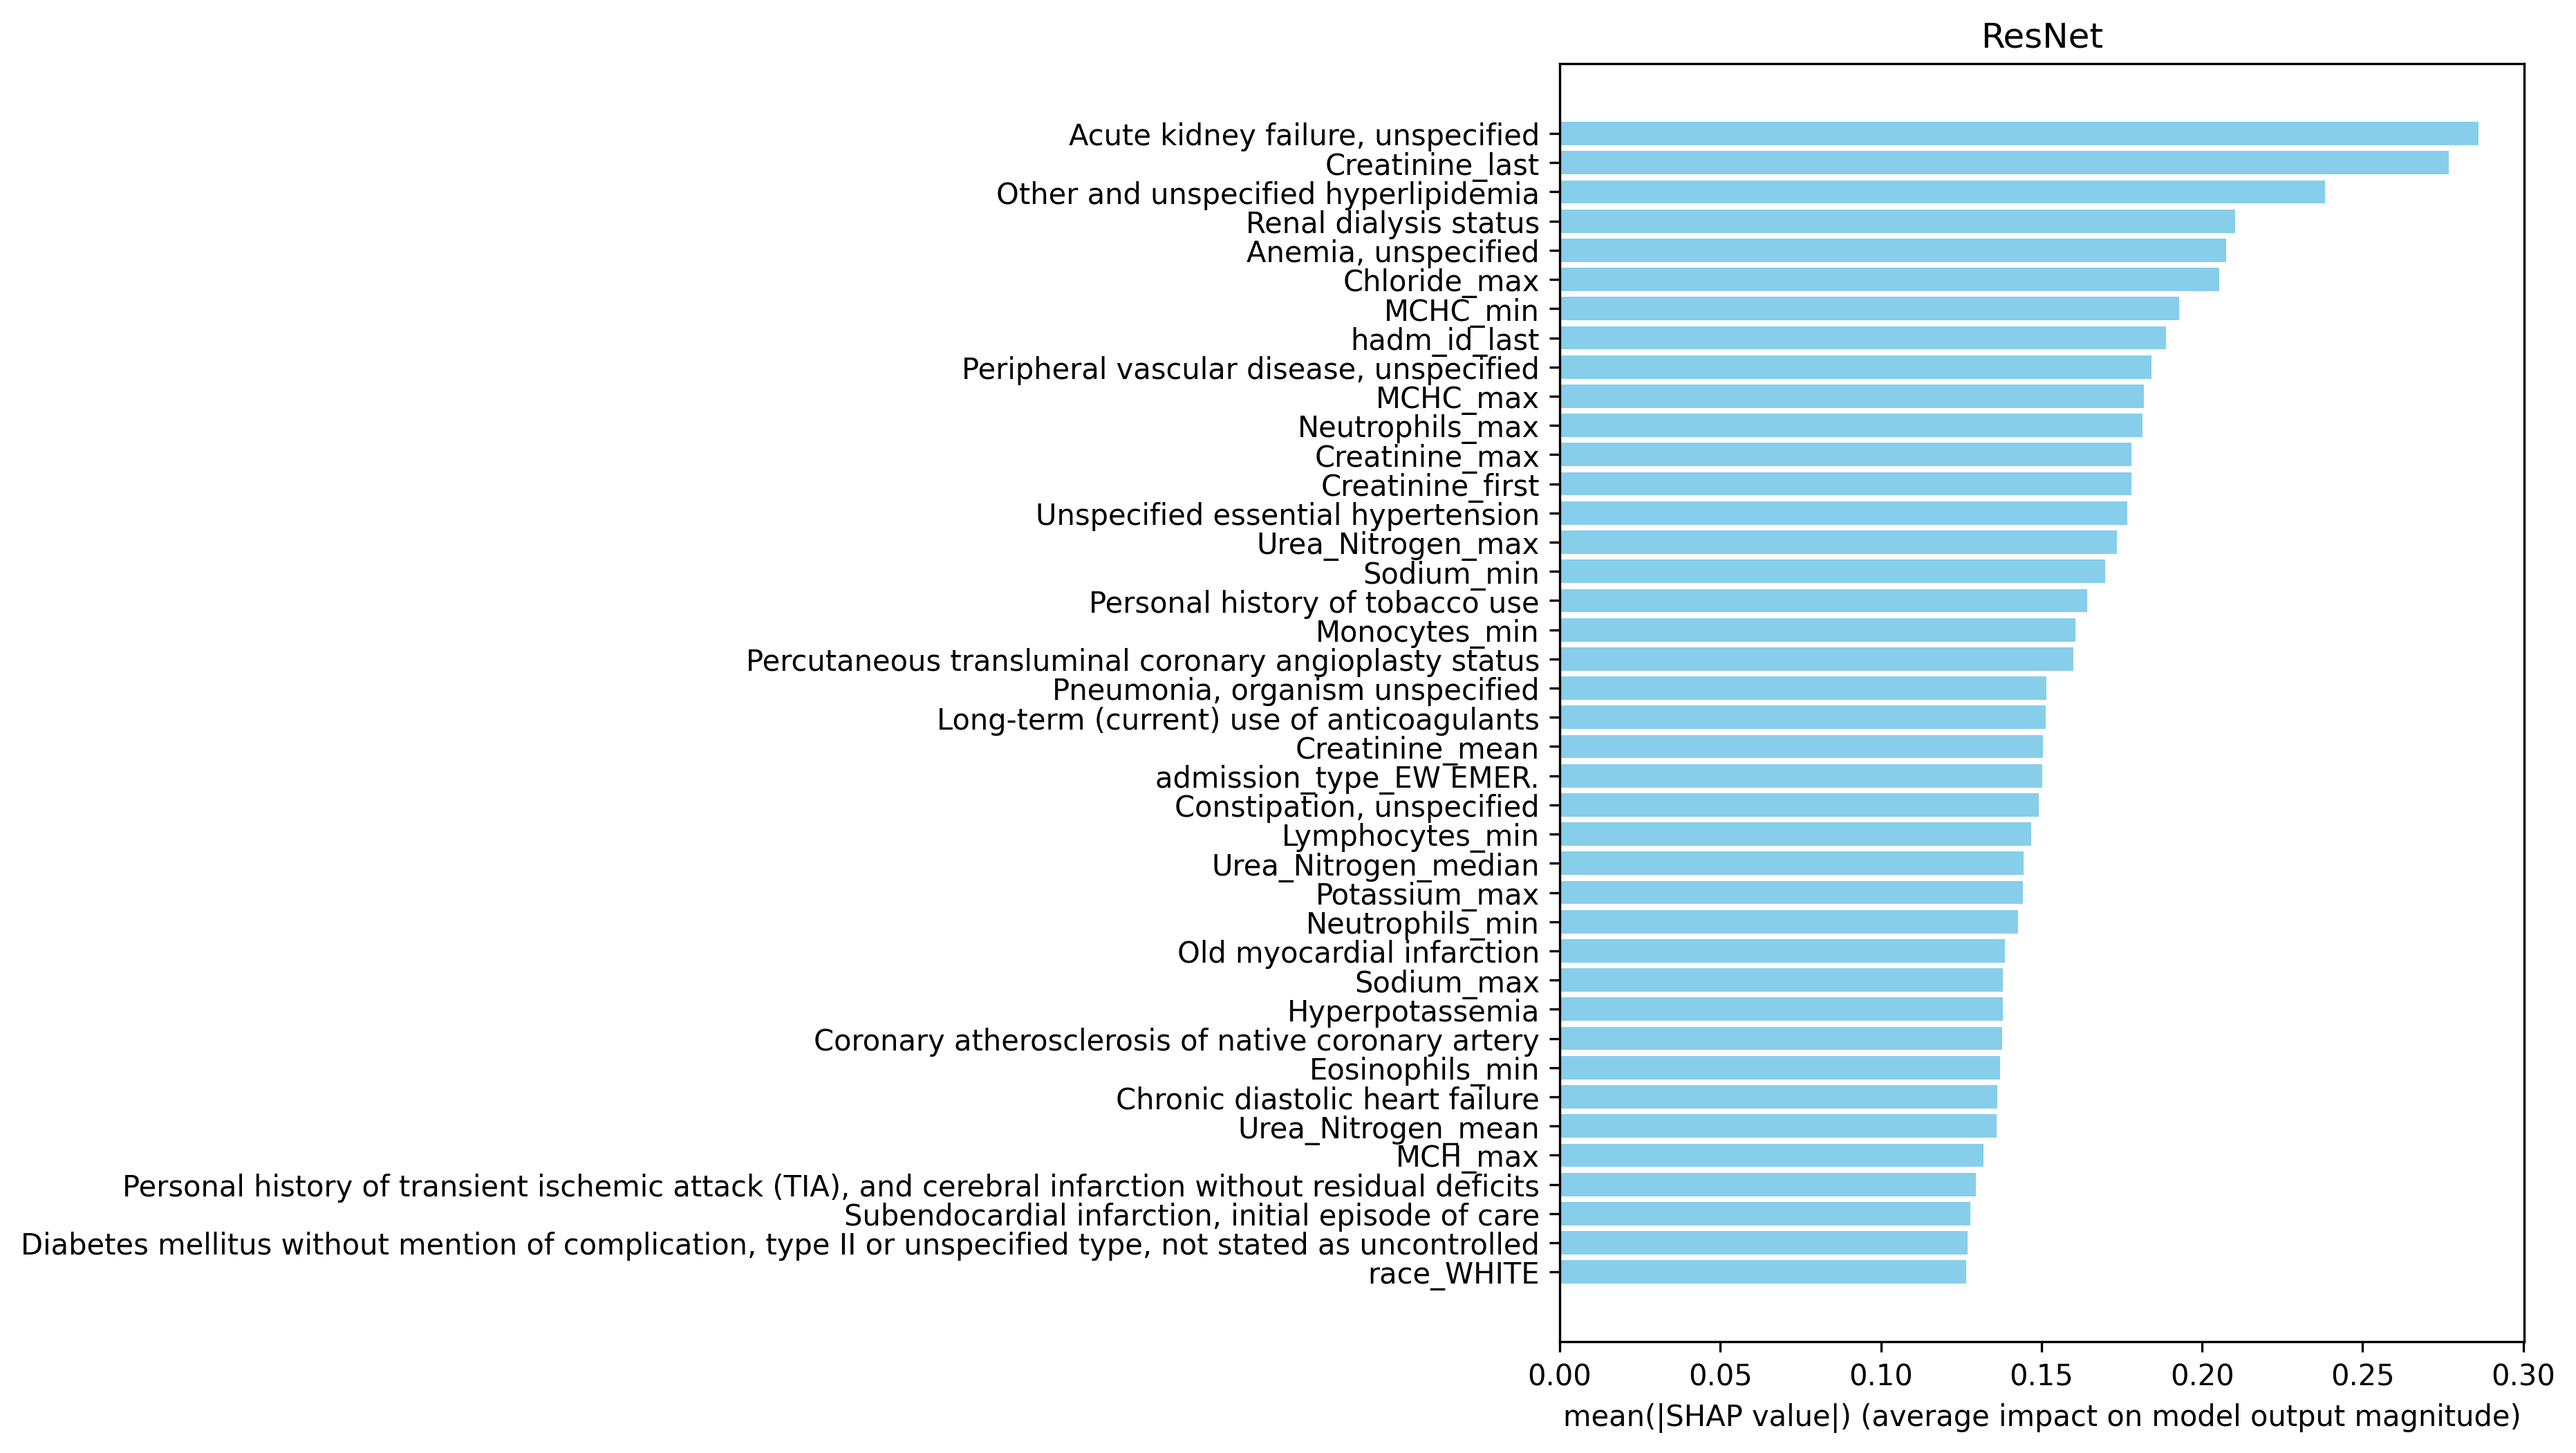 ResNet
Acute kidney failure, unspecified
Creatinine_last
Other and unspecified hyperlipidemia
Renal dialysis status
Anemia, unspecified
Chloride_max
MCHC_min
hadm_id_last
Peripheral vascular disease, unspecified
MCHC_max
Neutrophils_max
Creatinine_max
Creatinine_first
Unspecified essential hypertension
Urea_Nitrogen_max
Sodium_min
Personal history of tobacco use
Monocytes_min
Percutaneous transluminal coronary angioplasty status
Pneumonia, organism unspecified
Long-term (current) use of anticoagulants
Creatinine_mean
admission_type_EW EMER.
Constipation, unspecified
Lymphocytes_min
Urea_Nitrogen_median
Potassium_max
Neutrophils_min
Old myocardial infarction
Sodium_max
Hyperpotassemia
Coronary atherosclerosis of native coronary artery
Eosinophils_min
Chronic diastolic heart failure
Urea_Nitrogen_mean
MCH_max
Personal history of transient ischemic attack (TIA), and cerebral infarction without residual deficits
Subendocardial infarction, initial episode of care
Diabetes mellitus without mention of complication, type II or unspecified type, not stated as uncontrolled
race_WHITE
0.00 0.05 0.10 0.15 0.20 0.25 0.30
mean(|SHAP value|) (average impact on model output magnitude)